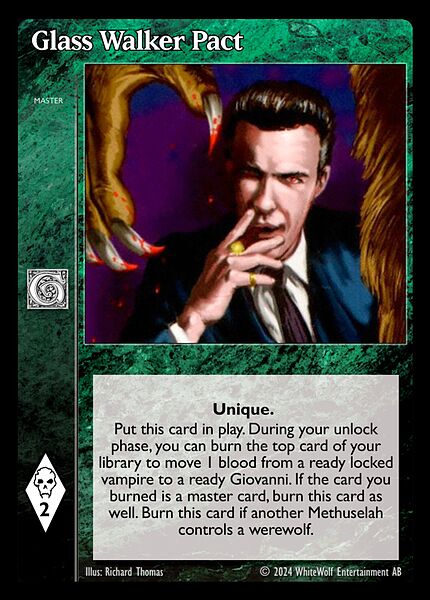 Glass Walker Pact
MASTER
G
Unique.
Put this card in play. During your unlock
phase, you can burn the top card of your
library to move 1 blood from a ready locked
vampire to a ready Giovanni. If the card you
burned is a master card, burn this card as
well. Burn this card if another Methuselah
controls a werewolf.
2
Illus: Richard Thomas © 2024 WhiteWolf Entertainment AB